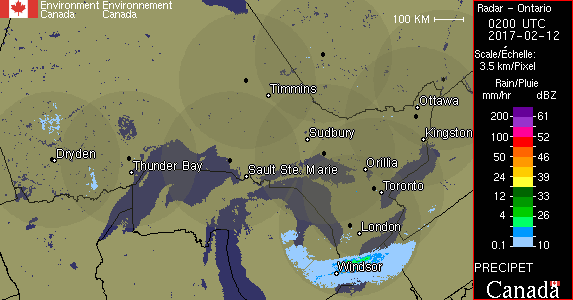 Environment Environnement
Canada Canada
100 KM
Timmins
Ottawa
Sudbury
Kingston
Dryden
Thunder Bay
Sault Ste. Marie
Orillia
Toronto
London
Windsor
Radar - Ontario
0200 UTC
2017-02-12
Scale/Échelle:
3.5 km/Pixel
Rain/Pluie
mm/hr dBZ
200 61
100 52
50 46
24 39
12 33
4 26
0.1 10
PRECIPET
Canada